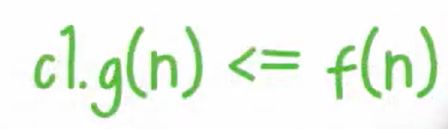 c1.g(n) <= f(n)